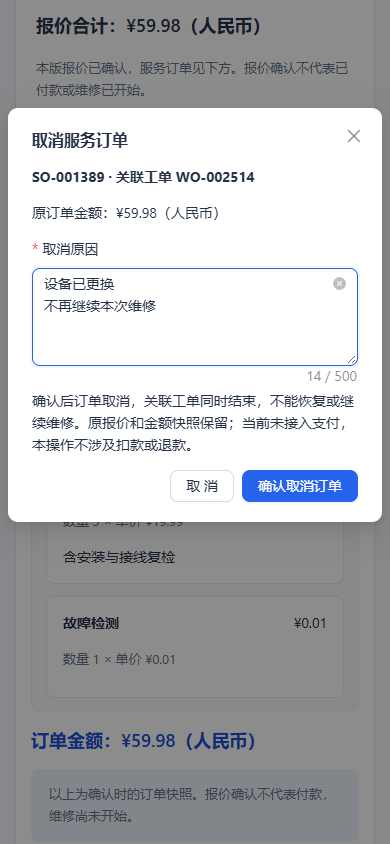 报价合计：¥59.98（人民币）
本版报价已确认，服务订单见下方。报价确认不代表已
付款或维修已开始。
取消服务订单
SO-001389 · 关联工单 WO-002514
原订单金额：¥59.98（人民币）
* 取消原因
设备已更换
不再继续本次维修
14 / 500
确认后订单取消，关联工单同时结束，不能恢复或继
续维修。原报价和金额快照保留；当前未接入支付，
本操作不涉及扣款或退款。
取 消
确认取消订单
数量 3 × 单价 ¥19.99
含安装与接线复检
故障检测
¥0.01
数量 1 × 单价 ¥0.01
订单金额：¥59.98（人民币）
以上为确认时的订单快照。报价确认不代表付款，
维修尚未开始。